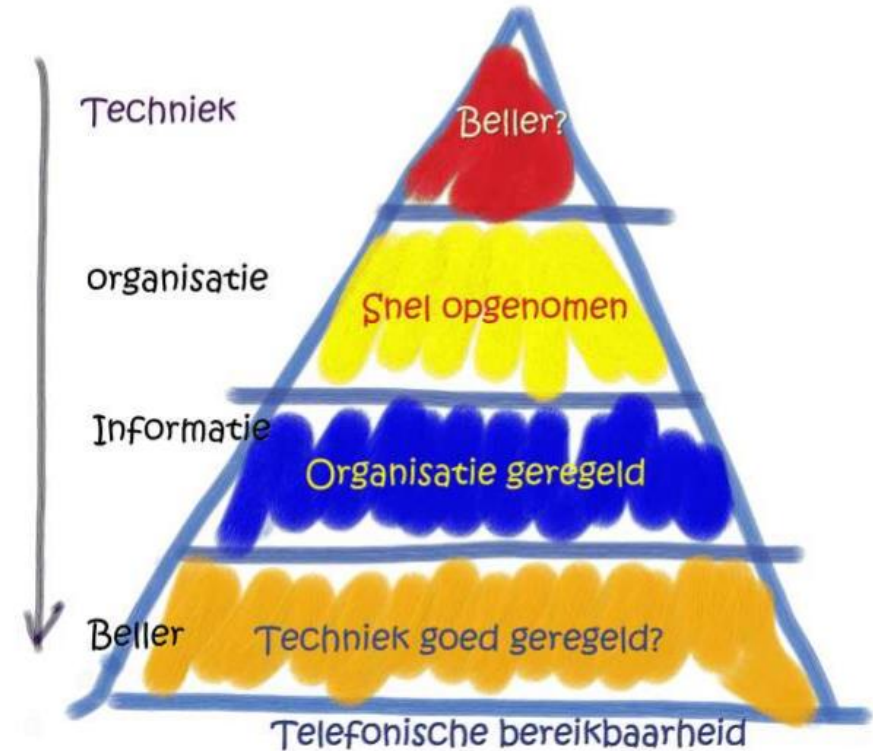 Techniek
Beller?
organisatie
Snel opgenomen
Informatie
Organisatie geregeld
Beller
Techniek goed geregeld?
Telefonische bereikbaarheid